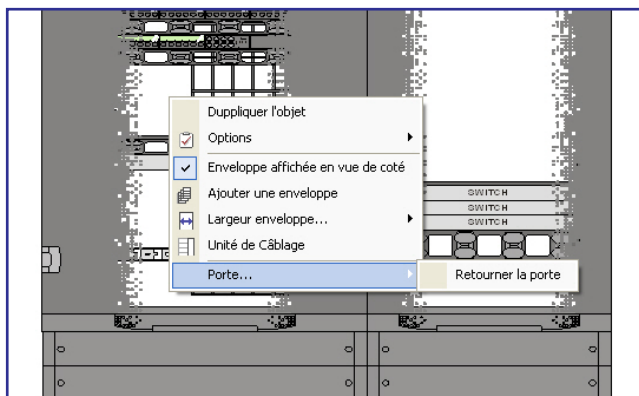 Duppliquer l'objet
Options
Enveloppe affichée en vue de coté
Ajouter une enveloppe
Largeur enveloppe...
Unité de Câblage
Porte...
Retourner la porte
SWITCH
SWITCH
SWITCH